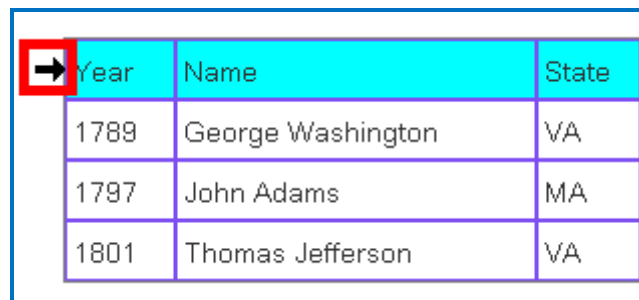 Year Name State
1789 George Washington VA
1797 John Adams MA
1801 Thomas Jefferson VA